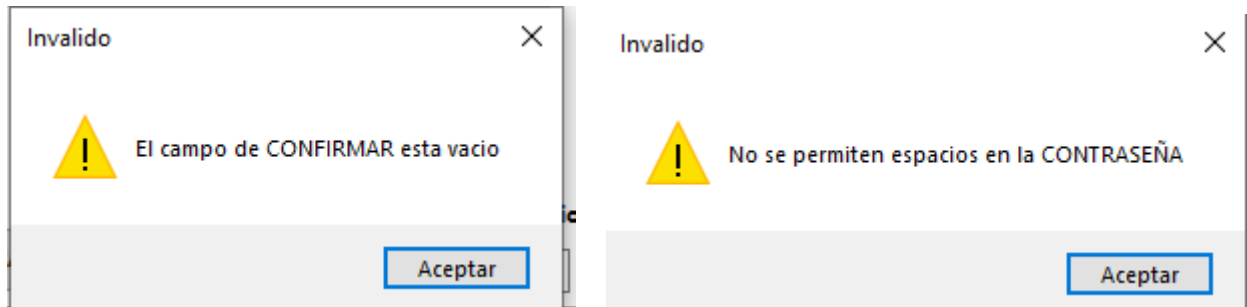 Invalido
El campo de CONFIRMAR esta vacio
Aceptar
Invalido
No se permiten espacios en la CONTRASEÑA
Aceptar